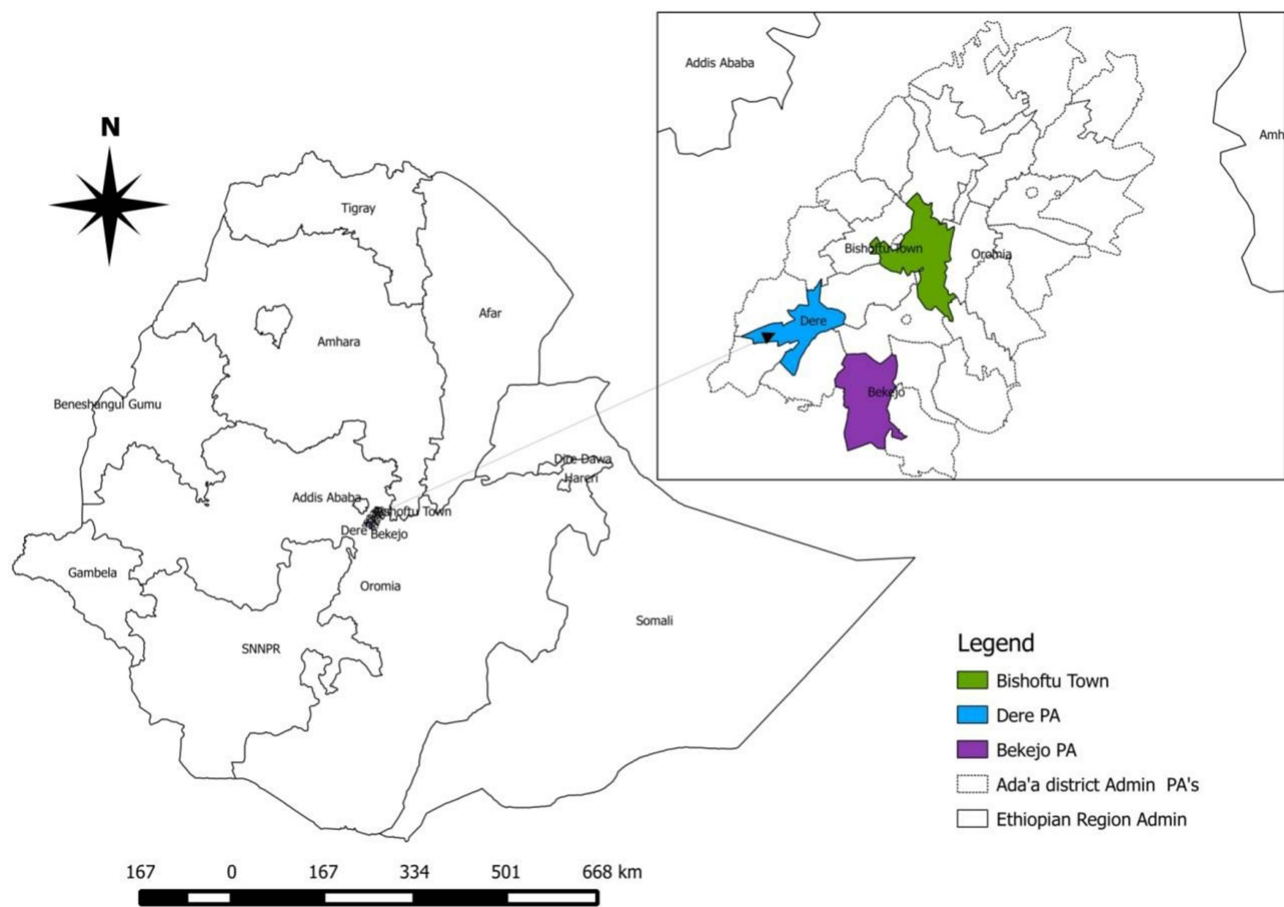 N
Tigray
Afar
Amhara
Beneshangul Gumu
Dire Dawa
Hareri
Addis Ababa
Bishoftu Town
Dere
Bekejo
Gambela
Oromia
Somali
SNNPR
Addis Ababa
Amh
Bishoftu Town
Oromia
Dere
Bekejo
Legend
Bishoftu Town
Dere PA
Bekejo PA
Ada'a district Admin PA's
Ethiopian Region Admin
167 0 167 334 501 668 km